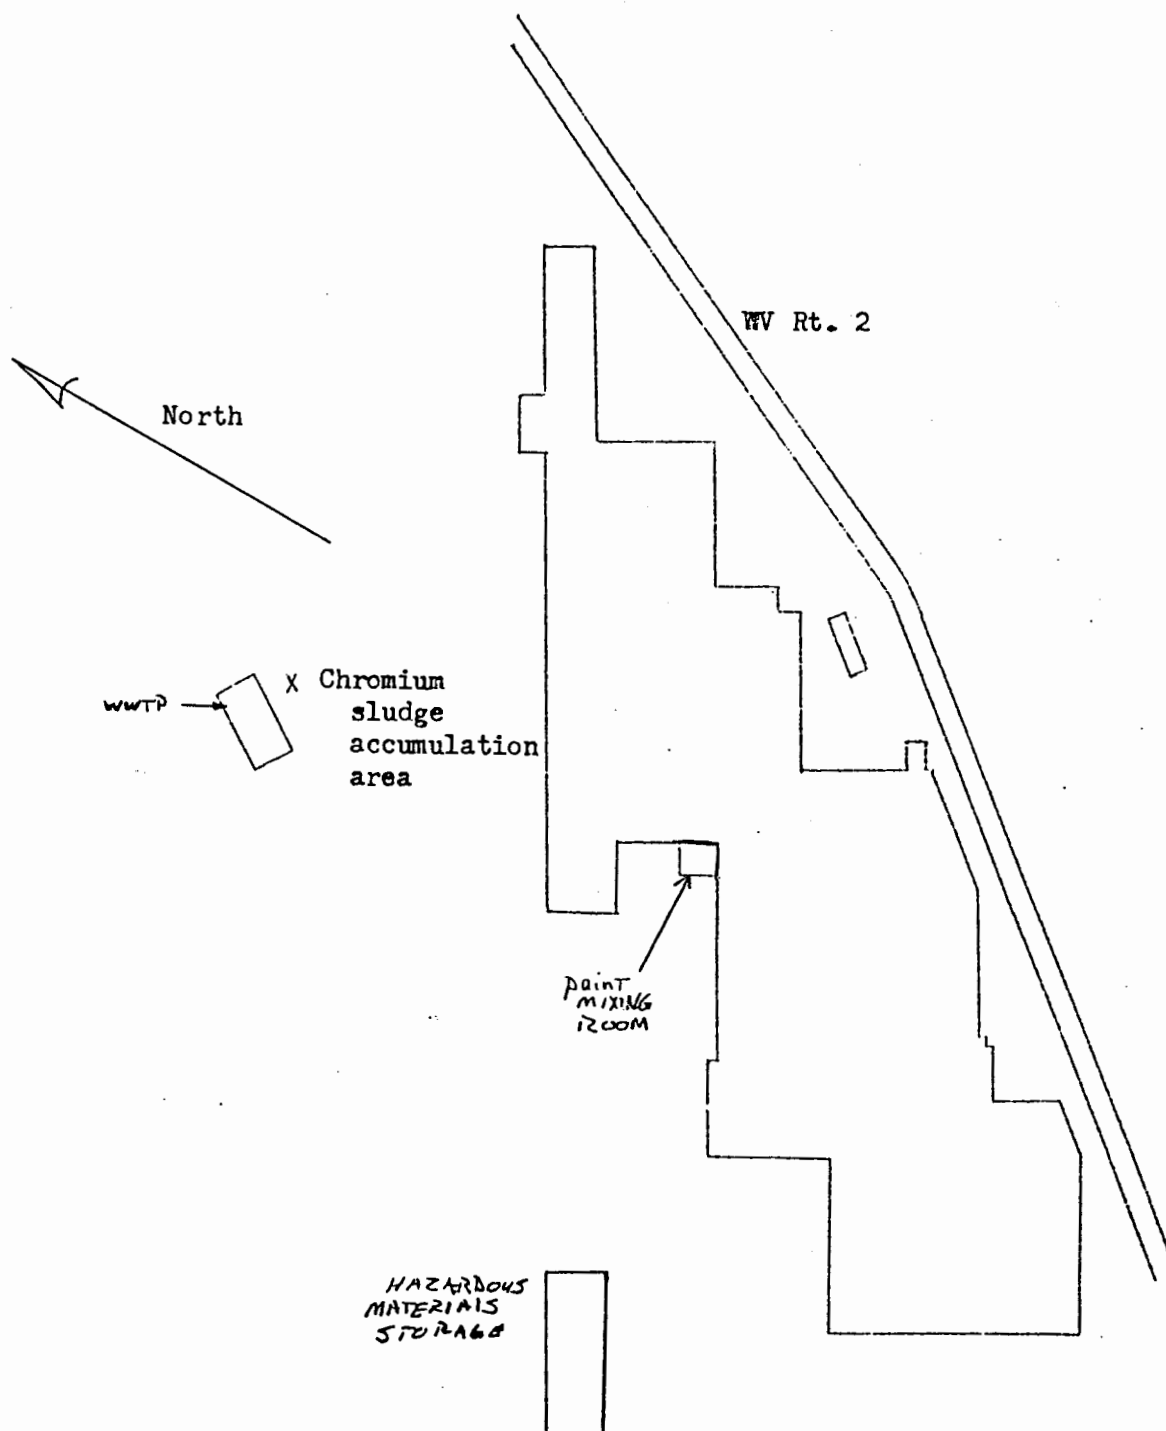 WV Rt. 2
North
WWTP
X Chromium
sludge
accumulation
area
paint
MIXING
ROOM
HAZARDOUS
MATERIALS
STORAGE